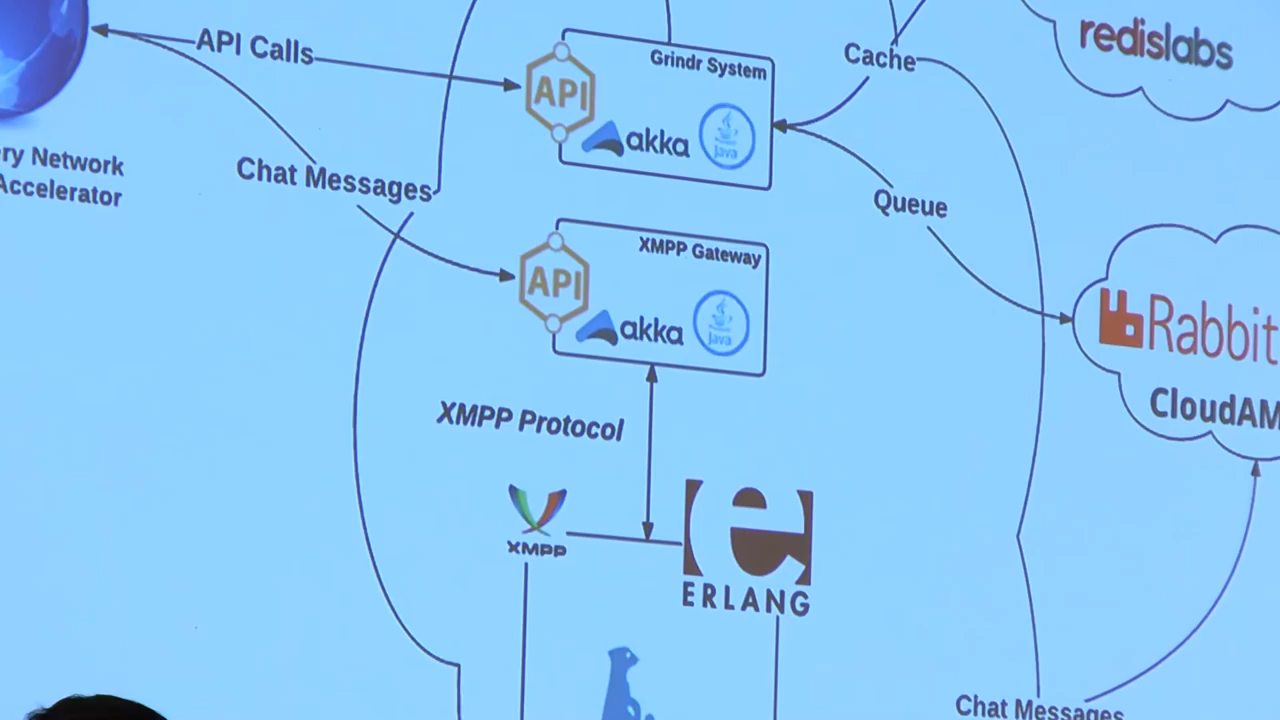 redislabs
API Calls
Cache
Grindr System
API
akka
Java
ry Network
Accelerator
Chat Messages
Queue
XMPP Gateway
API
akka
Java
Rabbit
CloudAM
XMPP Protocol
XMPP
e
ERLANG
Chat Messages